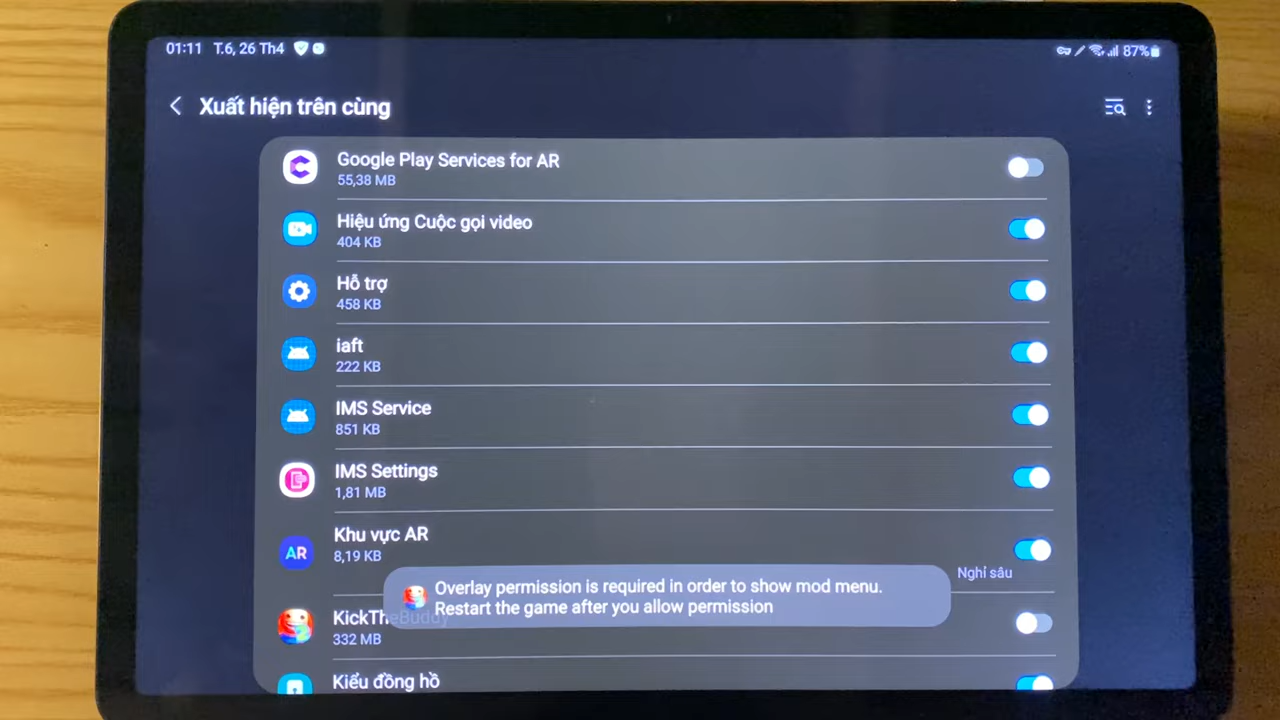 01:11 T.6, 26 Th4
87%
Xuất hiện trên cùng
Google Play Services for AR
55,38 MB
Hiệu ứng Cuộc gọi video
404 KB
Hỗ trợ
458 KB
iaft
222 KB
IMS Service
851 KB
IMS Settings
1,81 MB
AR
Khu vực AR
8,19 KB
Nghỉ sâu
Overlay permission is required in order to show mod menu.
Restart the game after you allow permission
KickTheBuddy
332 MB
Kiểu đồng hồ